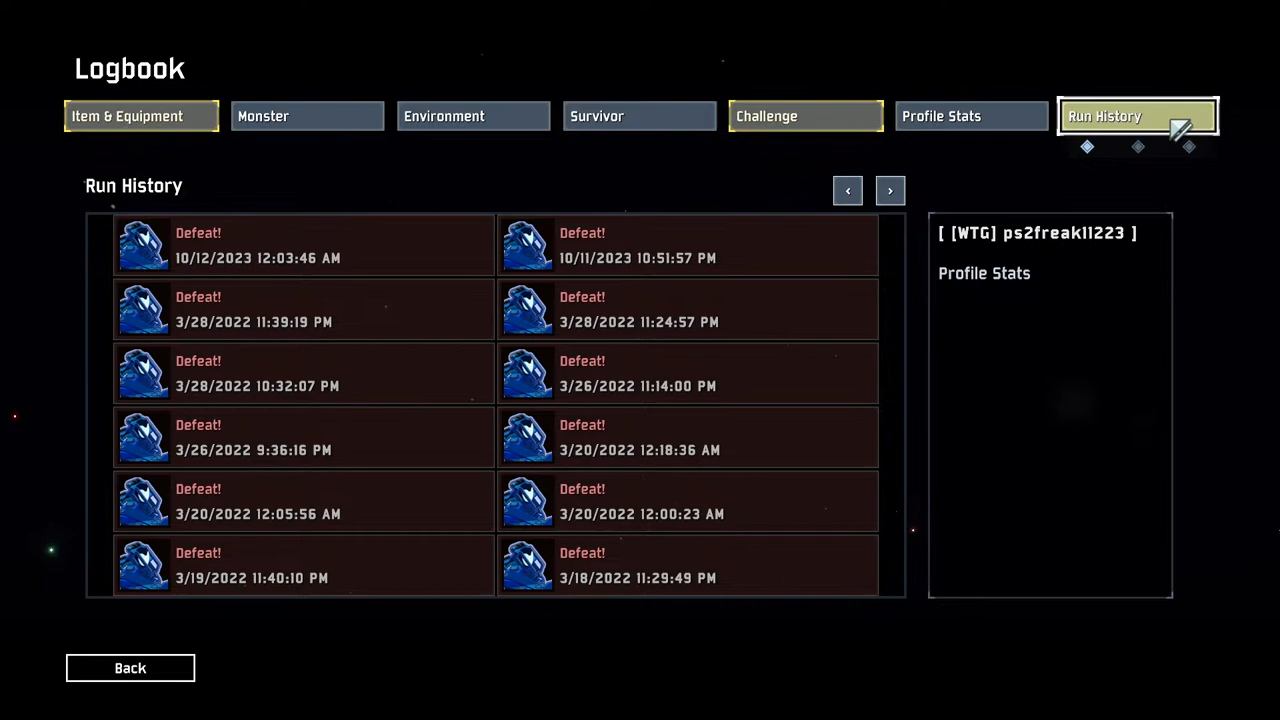 Logbook
Item & Equipment
Monster
Environment
Survivor
Challenge
Profile Stats
Run History
Run History
‹
›
Defeat!
10/12/2023 12:03:46 AM
Defeat!
10/11/2023 10:51:57 PM
Defeat!
3/28/2022 11:39:19 PM
Defeat!
3/28/2022 11:24:57 PM
Defeat!
3/28/2022 10:32:07 PM
Defeat!
3/26/2022 11:14:00 PM
Defeat!
3/26/2022 9:36:16 PM
Defeat!
3/20/2022 12:18:36 AM
Defeat!
3/20/2022 12:05:56 AM
Defeat!
3/20/2022 12:00:23 AM
Defeat!
3/19/2022 11:40:10 PM
Defeat!
3/18/2022 11:29:49 PM
[ [WTG] ps2freak11223 ]
Profile Stats
Back